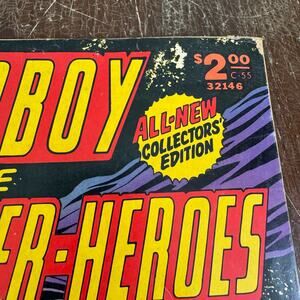 $2.00
C-55
32146
BOY
ALL-NEW
COLLECTORS'
EDITION
E
ER-HEROES